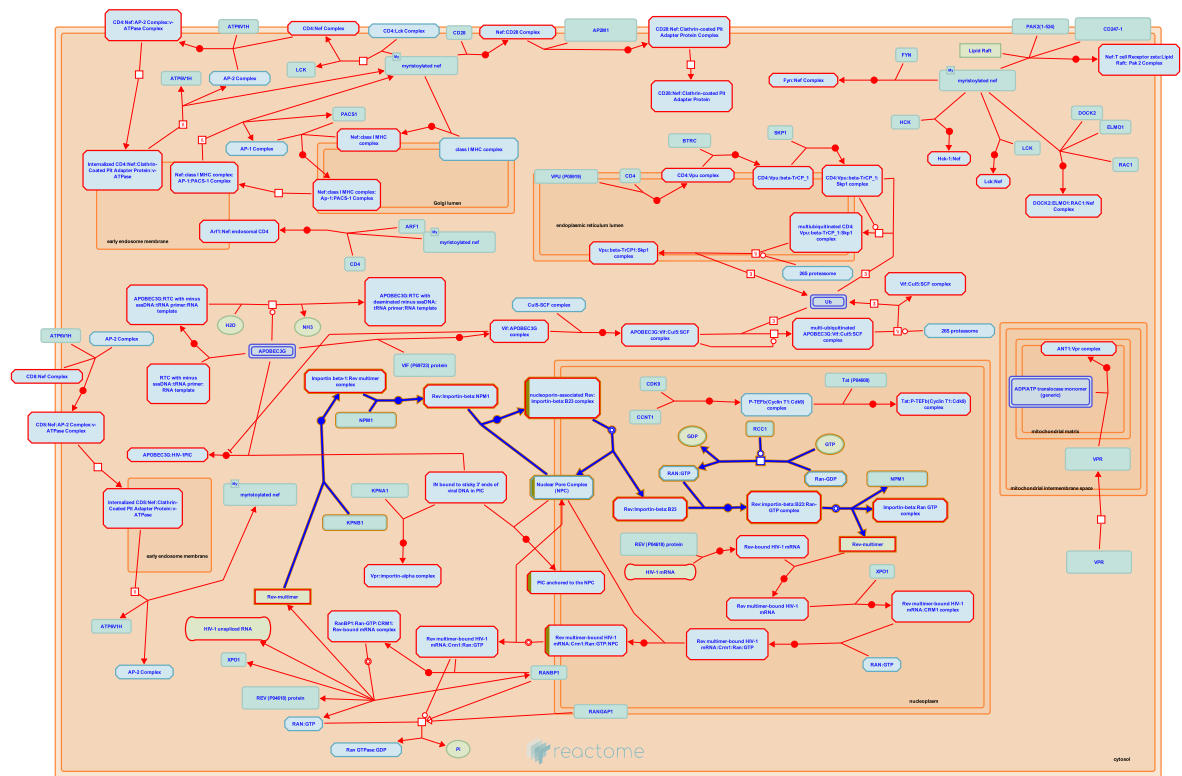 CD4:Nef:AP-2 Complex:v-
ATPase Complex
ATP6V1H
CD4:Nef Complex
CD4:Lck Complex
CD28
Nef:CD28 Complex
AP2M1
CD28:Nef:Clathrin-coated Pit
Adapter Protein Complex
PAK2(1-524)
CD247-1
LCK
My
myristoylated nef
ATP6V1H
AP-2 Complex
Lipid Raft
Nef:T cell Receptor zeta:Lipid
Raft: Pak 2 Complex
FYN
Fyn:Nef Complex
My
myristoylated nef
CD28:Nef:Clathrin-coated Pit
Adapter Protein
PACS1
Nef:class I MHC
complex
AP-1 Complex
class I MHC complex
HCK
Hck-1:Nef
LCK
Lck:Nef
DOCK2
ELMO1
RAC1
DOCK2:ELMO1:RAC1:Nef
Complex
BTRC
SKP1
Internalized CD4:Nef:Clathrin-
Coated Pit Adapter Protein:v-
ATPase
Nef:class I MHC complex:
AP-1:PACS-1 Complex
Nef:class I MHC complex:
Ap-1:PACS-1 Complex
Golgi lumen
VPU (P05919)
CD4
CD4:Vpu complex
CD4:Vpu:beta-TrCP_1
CD4:Vpu:beta-TrCP_1:
Skp1 complex
endoplasmic reticulum lumen
multiubiquitinated CD4:
Vpu:beta-TrCP_1:Skp1
complex
early endosome membrane
Arf1:Nef:endosomal CD4
ARF1
My
myristoylated nef
CD4
Vpu:beta-TrCP1:Skp1
complex
26S proteasome
Ub
Vif:Cul5:SCF complex
APOBEC3G:RTC with minus
sssDNA:tRNA primer:RNA
template
APOBEC3G:RTC with
deaminated minus sssDNA:
tRNA primer:RNA template
H2O
NH3
APOBEC3G
Cul5-SCF complex
Vif:APOBEC3G
complex
APOBEC3G:Vif:Cul5:SCF
complex
multi-ubiquitinated
APOBEC3G:Vif:Cul5:SCF
complex
26S proteasome
ATP6V1H
AP-2 Complex
CD8:Nef Complex
RTC with minus
sssDNA:tRNA primer:
RNA template
VIF (P69723) protein
ANT1:Vpr complex
ADP/ATP translocase monomer
(generic)
mitochondrial matrix
Importin beta-1:Rev multimer
complex
Rev:Importin-beta:NPM1
NPM1
nucleoporin-associated Rev:
Importin-beta:B23 complex
CDK9
CCNT1
P-TEFb(Cyclin T1:Cdk9)
complex
Tat (P04608)
Tat:P-TEFb(Cyclin T1:Cdk9)
complex
CD8:Nef:AP-2 Complex:v-
ATPase Complex
APOBEC3G:HIV-1PIC
GDP
RCC1
GTP
RAN:GTP
Ran-GDP
VPR
mitochondrial intermembrane space
Internalized CD8:Nef:Clathrin-
Coated Pit Adapter Protein:v-
ATPase
My
myristoylated nef
KPNA1
IN bound to sticky 3' ends of
viral DNA in PIC
Nuclear Pore Complex
(NPC)
NPM1
KPNB1
Rev:Importin-beta:B23
Rev:importin-beta:B23:Ran-
GTP complex
Importin-beta:Ran GTP
complex
early endosome membrane
REV (P04618) protein
HIV-1 mRNA
Rev-bound HIV-1 mRNA
Rev-multimer
VPR
Vpr:importin-alpha complex
PIC anchored to the NPC
XPO1
Rev-multimer
Rev multimer-bound HIV-1
mRNA
Rev multimer-bound HIV-1
mRNA:CRM1 complex
ATP6V1H
HIV-1 unspliced RNA
RanBP1:Ran-GTP:CRM1:
Rev-bound mRNA complex
Rev multimer-bound HIV-1
mRNA:Crm1:Ran:GTP
Rev multimer-bound HIV-1
mRNA:Crm1:Ran:GTP:NPC
Rev multimer-bound HIV-1
mRNA:Crm1:Ran:GTP
RAN:GTP
AP-2 Complex
XPO1
RANBP1
REV (P04618) protein
nucleoplasm
RAN:GTP
RANGAP1
Ran GTPase:GDP
Pi
reactome
cytosol